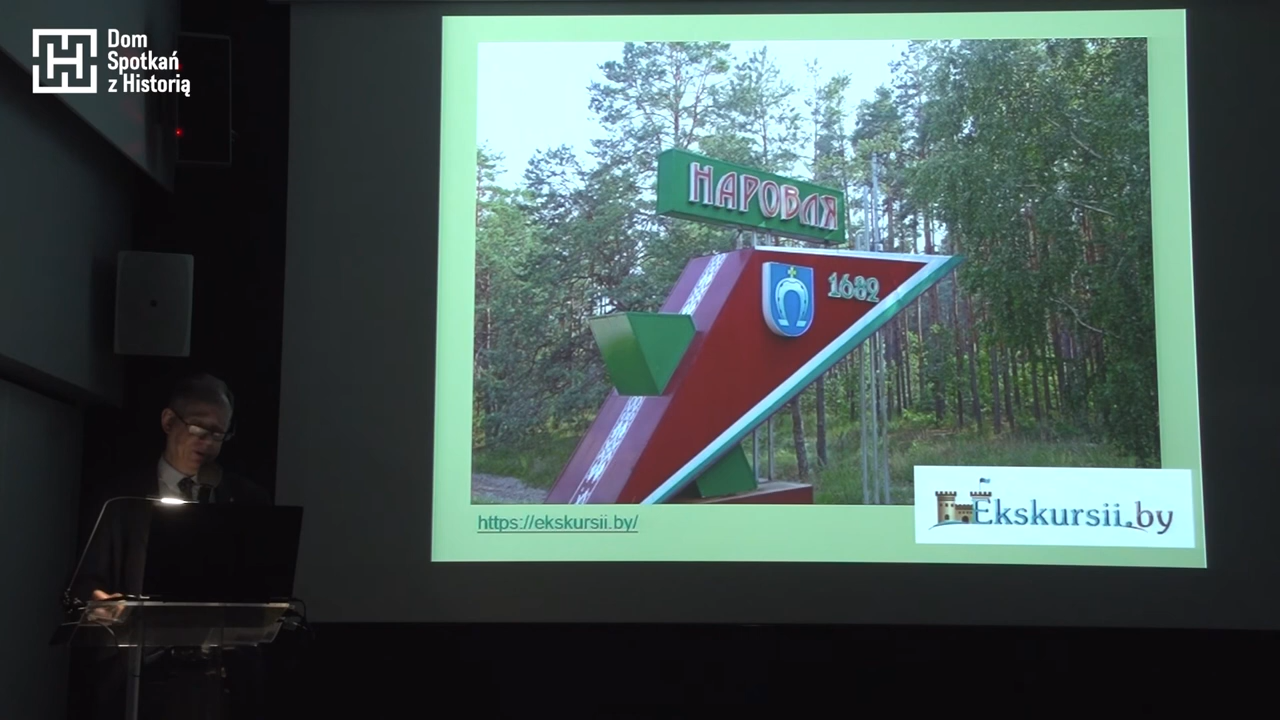 Dom
Spotkań
z Historią
НАРОВЛЯ
1682
https://ekskursii.by/
Ekskursii.by